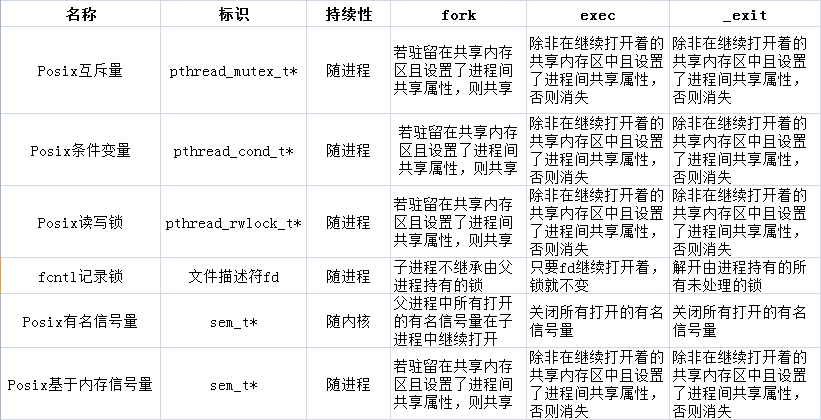 名称 标识 持续性 fork exec _exit
Posix互斥量 pthread_mutex_t* 随进程
若驻留在共享内存
区且设置了进程间
共享属性，则共享
除非在继续打开着的
共享内存区中且设置
了进程间共享属性，
否则消失
除非在继续打开着的
共享内存区中且设置
了进程间共享属性，
否则消失
Posix条件变量 pthread_cond_t* 随进程
若驻留在共享内存
区且设置了进程间
共享属性，则共享
除非在继续打开着的
共享内存区中且设置
了进程间共享属性，
否则消失
除非在继续打开着的
共享内存区中且设置
了进程间共享属性，
否则消失
Posix读写锁 pthread_rwlock_t* 随进程
若驻留在共享内存
区且设置了进程间
共享属性，则共享
除非在继续打开着的
共享内存区中且设置
了进程间共享属性，
否则消失
除非在继续打开着的
共享内存区中且设置
了进程间共享属性，
否则消失
fcntl记录锁 文件描述符fd 随进程
子进程不继承由父
进程持有的锁
只要fd继续打开着，
锁就不变
解开由进程持有的所
有未处理的锁
Posix有名信号量 sem_t* 随内核
父进程中所有打开
的有名信号量在子
进程中继续打开
关闭所有打开的有名
信号量
关闭所有打开的有名
信号量
Posix基于内存信号量 sem_t* 随进程
若驻留在共享内存
区且设置了进程间
共享属性，则共享
除非在继续打开着的
共享内存区中且设置
了进程间共享属性，
否则消失
除非在继续打开着的
共享内存区中且设置
了进程间共享属性，
否则消失